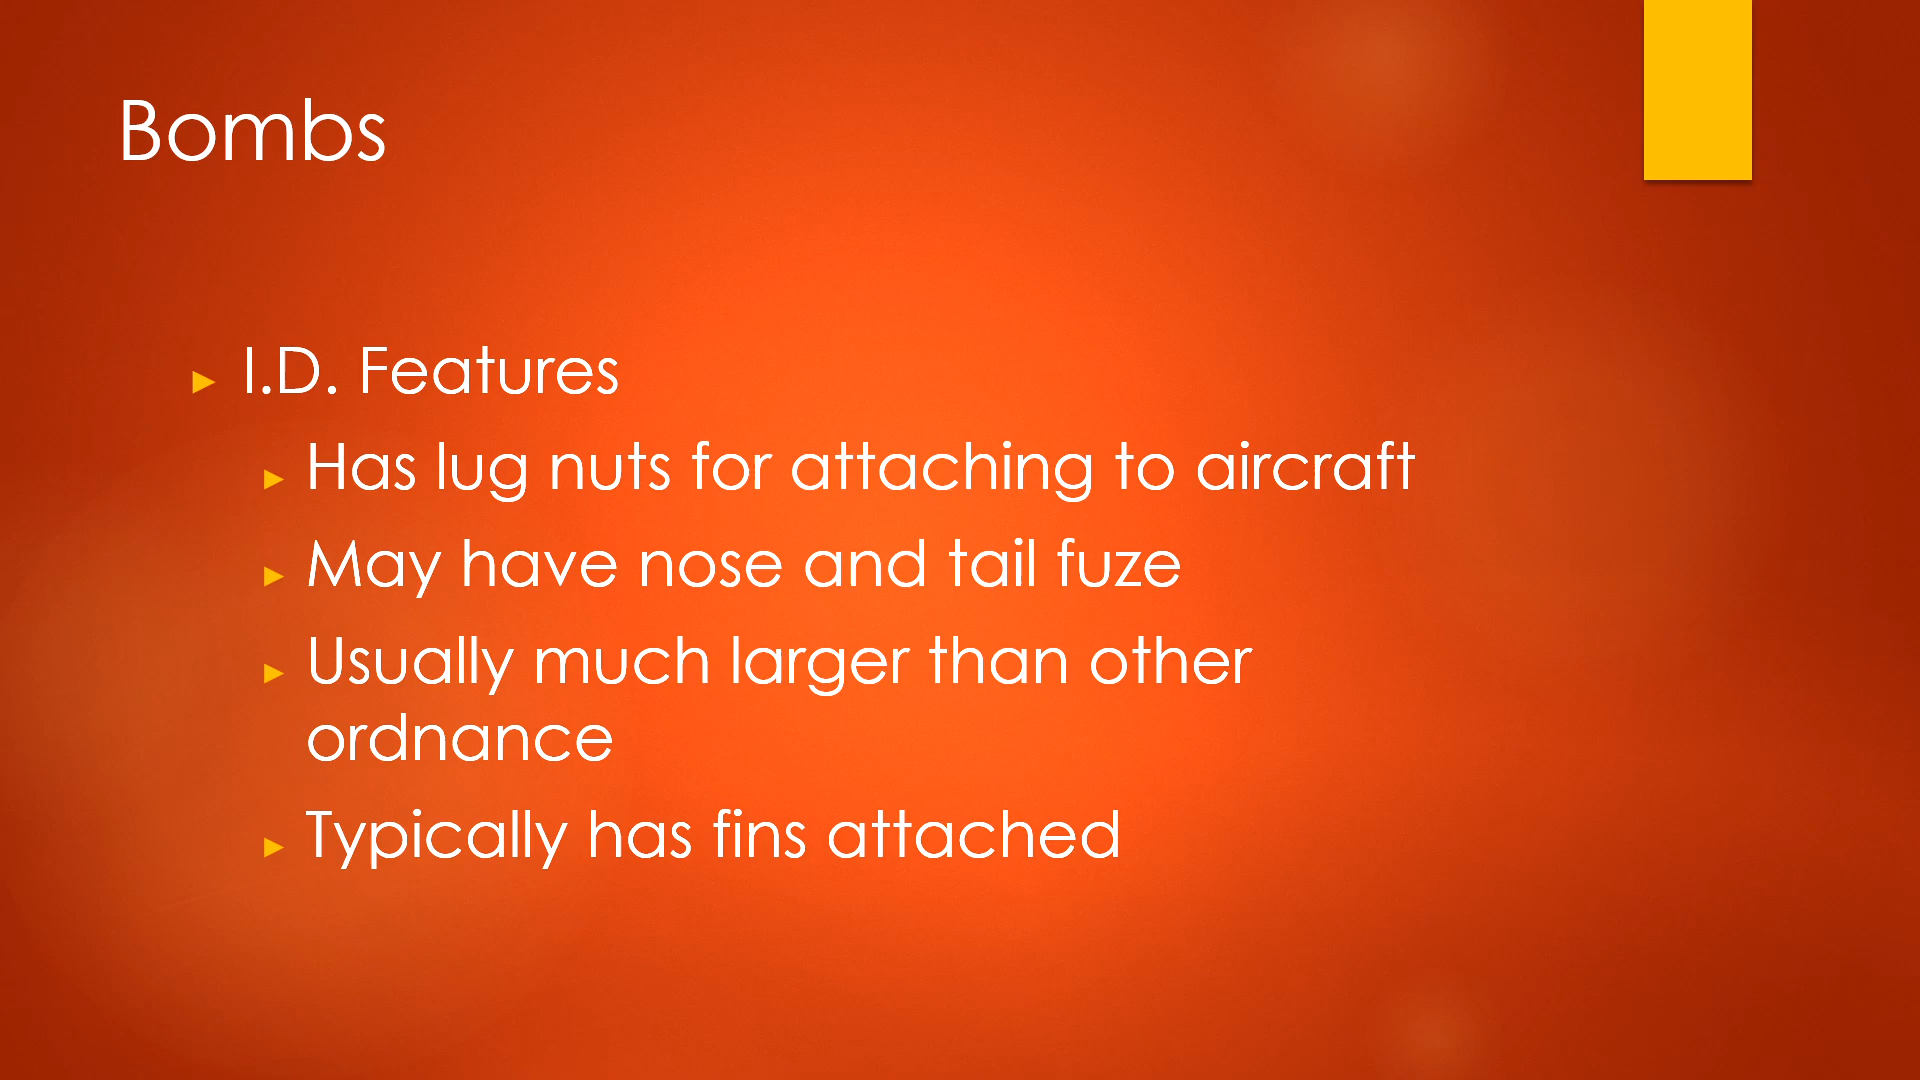 Bombs
I.D. Features
Has lug nuts for attaching to aircraft
May have nose and tail fuze
Usually much larger than other
ordnance
Typically has fins attached